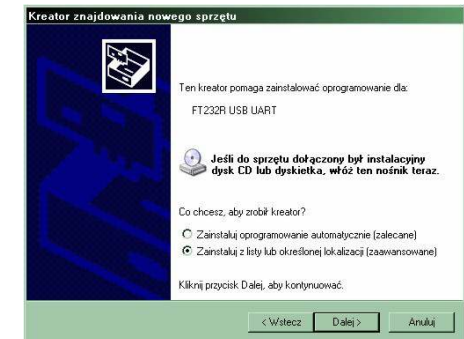 Kreator znajdowania nowego sprzętu
Ten kreator pomaga zainstalować oprogramowanie dla:
FT232R USB UART
Jeśli do sprzętu dołączony był instalacyjny
dysk CD lub dyskietka, włóż ten nośnik teraz.
Co chcesz, aby zrobił kreator?
Zainstaluj oprogramowanie automatycznie (zalecane)
Zainstaluj z listy lub określonej lokalizacji (zaawansowane)
Kliknij przycisk Dalej, aby kontynuować.
< Wstecz Dalej > Anuluj